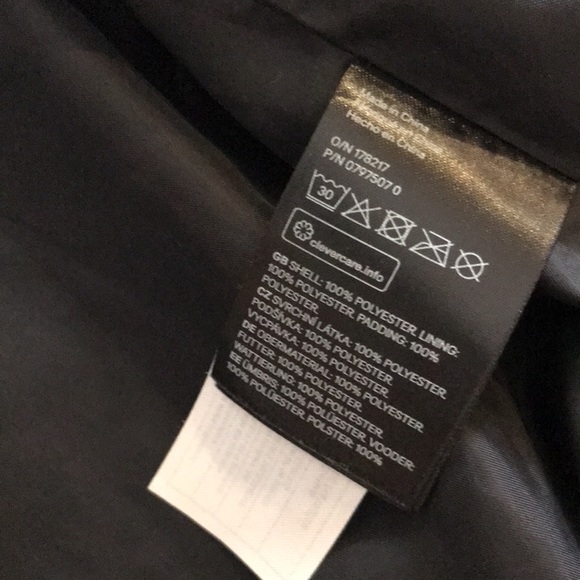 Made in China
Hecho en China
O/N 178217
P/N 0797507 0
30
clevercare.info
GB SHELL: 100% POLYESTER. LINING:
100% POLYESTER. PADDING: 100%
POLYESTER.
CZ SVRCHNÍ LÁTKA: 100% POLYESTER.
PODŠÍVKA: 100% POLYESTER.
VYCPÁVKA: 100% POLYESTER.
DE OBERMATERIAL: 100% POLYESTER.
FUTTER: 100% POLYESTER.
WATTIERUNG: 100% POLYESTER.
EE ÜMBRIS: 100% POLÜESTER. VOODER:
100% POLÜESTER. POLSTER: 100%